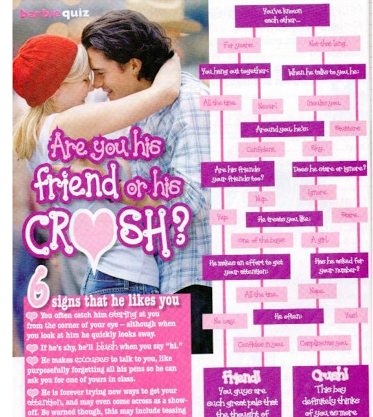 barbie quiz
Are you his
friend or his
CRUSH?
6 signs that he likes you
You often catch him staring at you
from the corner of your eye – although when
you look at him he quickly looks away.
If he's shy, he'll blush when you say "hi."
He makes excuses to talk to you, like
purposefully forgetting all his pens so he can
ask you for one of yours in class.
He is forever trying new ways to get your
attention, and may even come across as a show-
off. Be warned though, this may include teasing
You've known
each other...
For years.
Not that long.
You hang out together:
When he talks to you he:
All the time.
Never!
Insults you.
Stutters.
Around you, he's:
Confident.
Shy.
Are his friends
your friends too?
Does he stare or ignore?
Yup.
Ignore.
Nup.
He treats you like:
Stare.
One of the boys.
A girl.
He makes an effort to get
your attention:
Has he asked for
your number?
All the time.
Nope.
No way.
He often:
Yes!
Confides in you.
Compliments you.
Friend!
You guys are
such great pals that
the thought of
Crush!
This boy
definitely thinks
of you as more